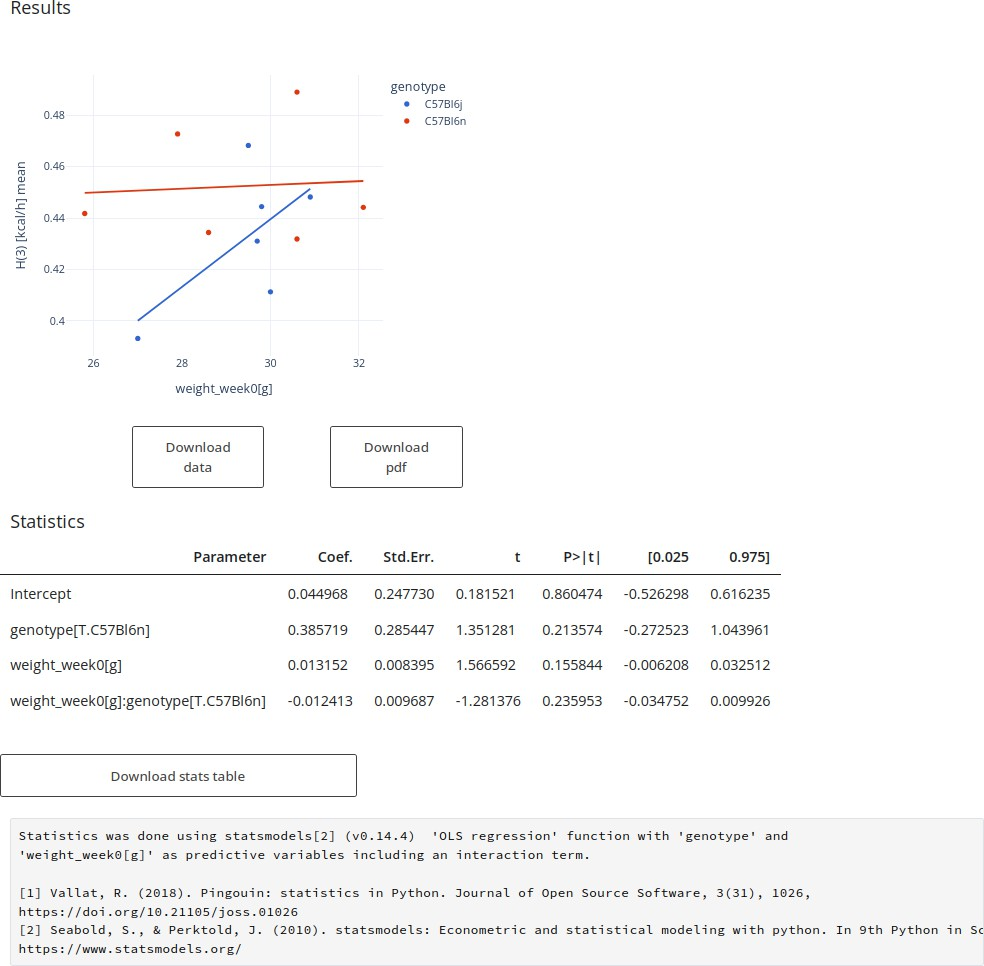 Results
genotype
C57Bl6j
C57Bl6n
H(3) [kcal/h] mean
0.48
0.46
0.44
0.42
0.4
26 28 30 32
weight_week0[g]
Download data
Download pdf
Statistics
Parameter Coef. Std.Err. t P>|t| [0.025 0.975]
Intercept 0.044968 0.247730 0.181521 0.860474 -0.526298 0.616235
genotype[T.C57Bl6n] 0.385719 0.285447 1.351281 0.213574 -0.272523 1.043961
weight_week0[g] 0.013152 0.008395 1.566592 0.155844 -0.006208 0.032512
weight_week0[g]:genotype[T.C57Bl6n] -0.012413 0.009687 -1.281376 0.235953 -0.034752 0.009926
Download stats table
Statistics was done using statsmodels[2] (v0.14.4)  'OLS regression' function with 'genotype' and
'weight_week0[g]' as predictive variables including an interaction term.
[1] Vallat, R. (2018). Pingouin: statistics in Python. Journal of Open Source Software, 3(31), 1026,
https://doi.org/10.21105/joss.01026
[2] Seabold, S., & Perktold, J. (2010). statsmodels: Econometric and statistical modeling with python. In 9th Python in
https://www.statsmodels.org/